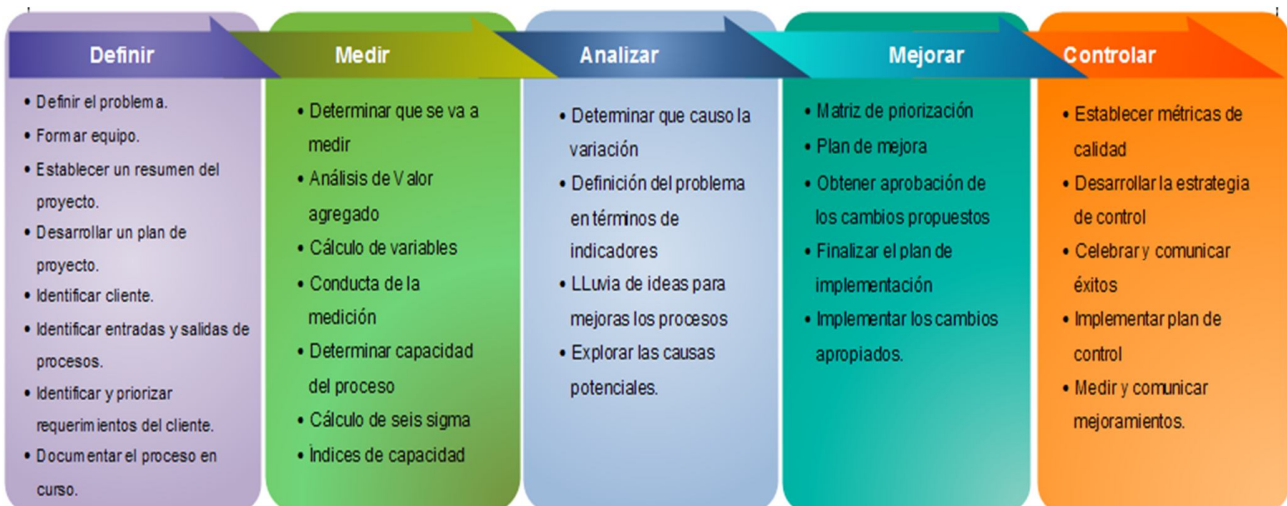 Definir
• Definir el problema.
• Formar equipo.
• Establecer un resumen del
proyecto.
• Desarrollar un plan de
proyecto.
• Identificar cliente.
• Identificar entradas y salidas de
procesos.
• Identificar y priorizar
requerimientos del cliente.
• Documentar el proceso en
curso.
Medir
• Determinar que se va a
medir
• Análisis de Valor
agregado
• Cálculo de variables
• Conducta de la
medición
• Determinar capacidad
del proceso
• Cálculo de seis sigma
• Índices de capacidad
Analizar
• Determinar que causo la
variación
• Definición del problema
en términos de
indicadores
• LLuvia de ideas para
mejoras los procesos
• Explorar las causas
potenciales.
Mejorar
• Matriz de priorización
• Plan de mejora
• Obtener aprobación de
los cambios propuestos
• Finalizar el plan de
implementación
• Implementar los cambios
apropiados.
Controlar
• Establecer métricas de
calidad
• Desarrollar la estrategia
de control
• Celebrar y comunicar
éxitos
• Implementar plan de
control
• Medir y comunicar
mejoramientos.